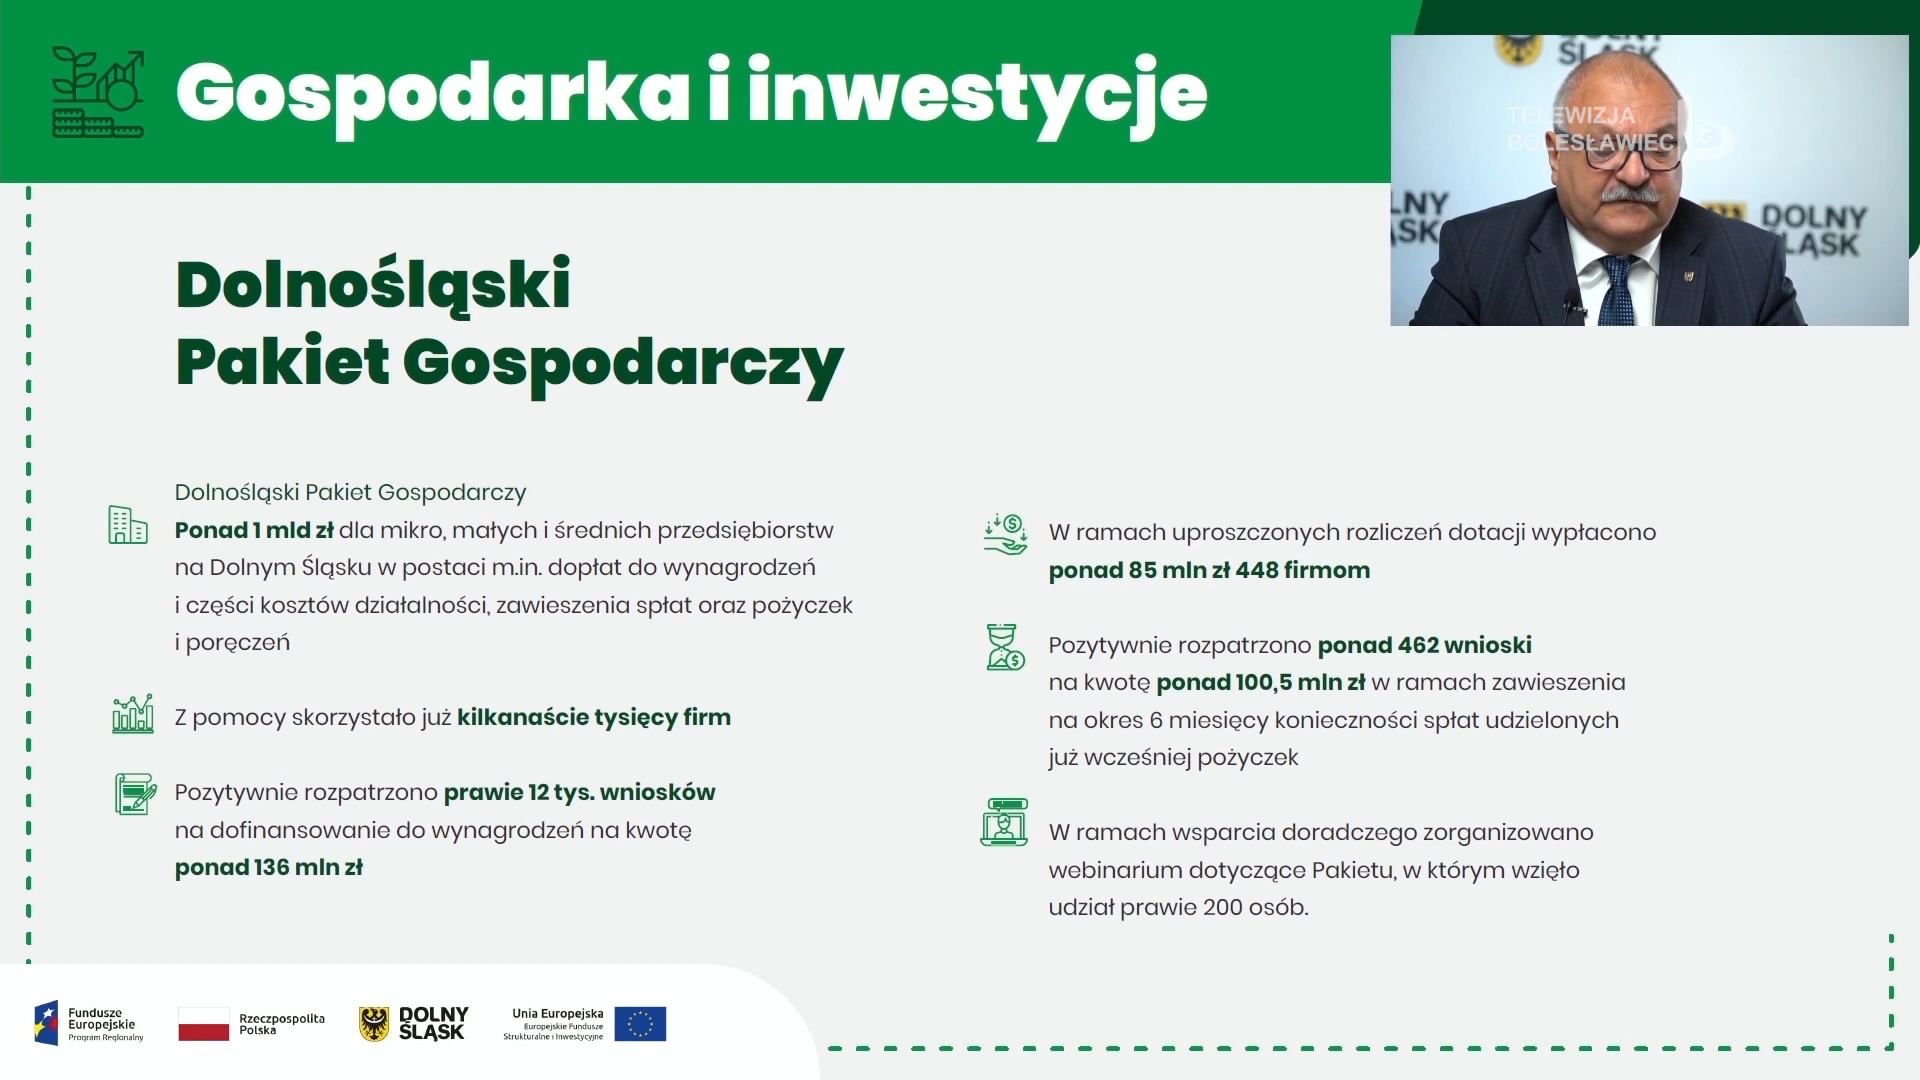 Gospodarka i inwestycje
DOLNY
ŚLĄSK
TELEWIZJA
BOLESŁAWIEC
LNY
ĄSK
DOLNY
LĄSK
Dolnośląski
Pakiet Gospodarczy
Dolnośląski Pakiet Gospodarczy
Ponad 1 mld zł dla mikro, małych i średnich przedsiębiorstw
na Dolnym Śląsku w postaci m.in. dopłat do wynagrodzeń
i części kosztów działalności, zawieszenia spłat oraz pożyczek
i poręczeń
Z pomocy skorzystało już kilkanaście tysięcy firm
Pozytywnie rozpatrzono prawie 12 tys. wniosków
na dofinansowanie do wynagrodzeń na kwotę
ponad 136 mln zł
W ramach uproszczonych rozliczeń dotacji wypłacono
ponad 85 mln zł 448 firmom
Pozytywnie rozpatrzono ponad 462 wnioski
na kwotę ponad 100,5 mln zł w ramach zawieszenia
na okres 6 miesięcy konieczności spłat udzielonych
już wcześniej pożyczek
W ramach wsparcia doradczego zorganizowano
webinarium dotyczące Pakietu, w którym wzięło
udział prawie 200 osób.
Fundusze
Europejskie
Program Regionalny
Rzeczpospolita
Polska
DOLNY
ŚLĄSK
Unia Europejska
Europejskie Fundusze
Strukturalne i Inwestycyjne